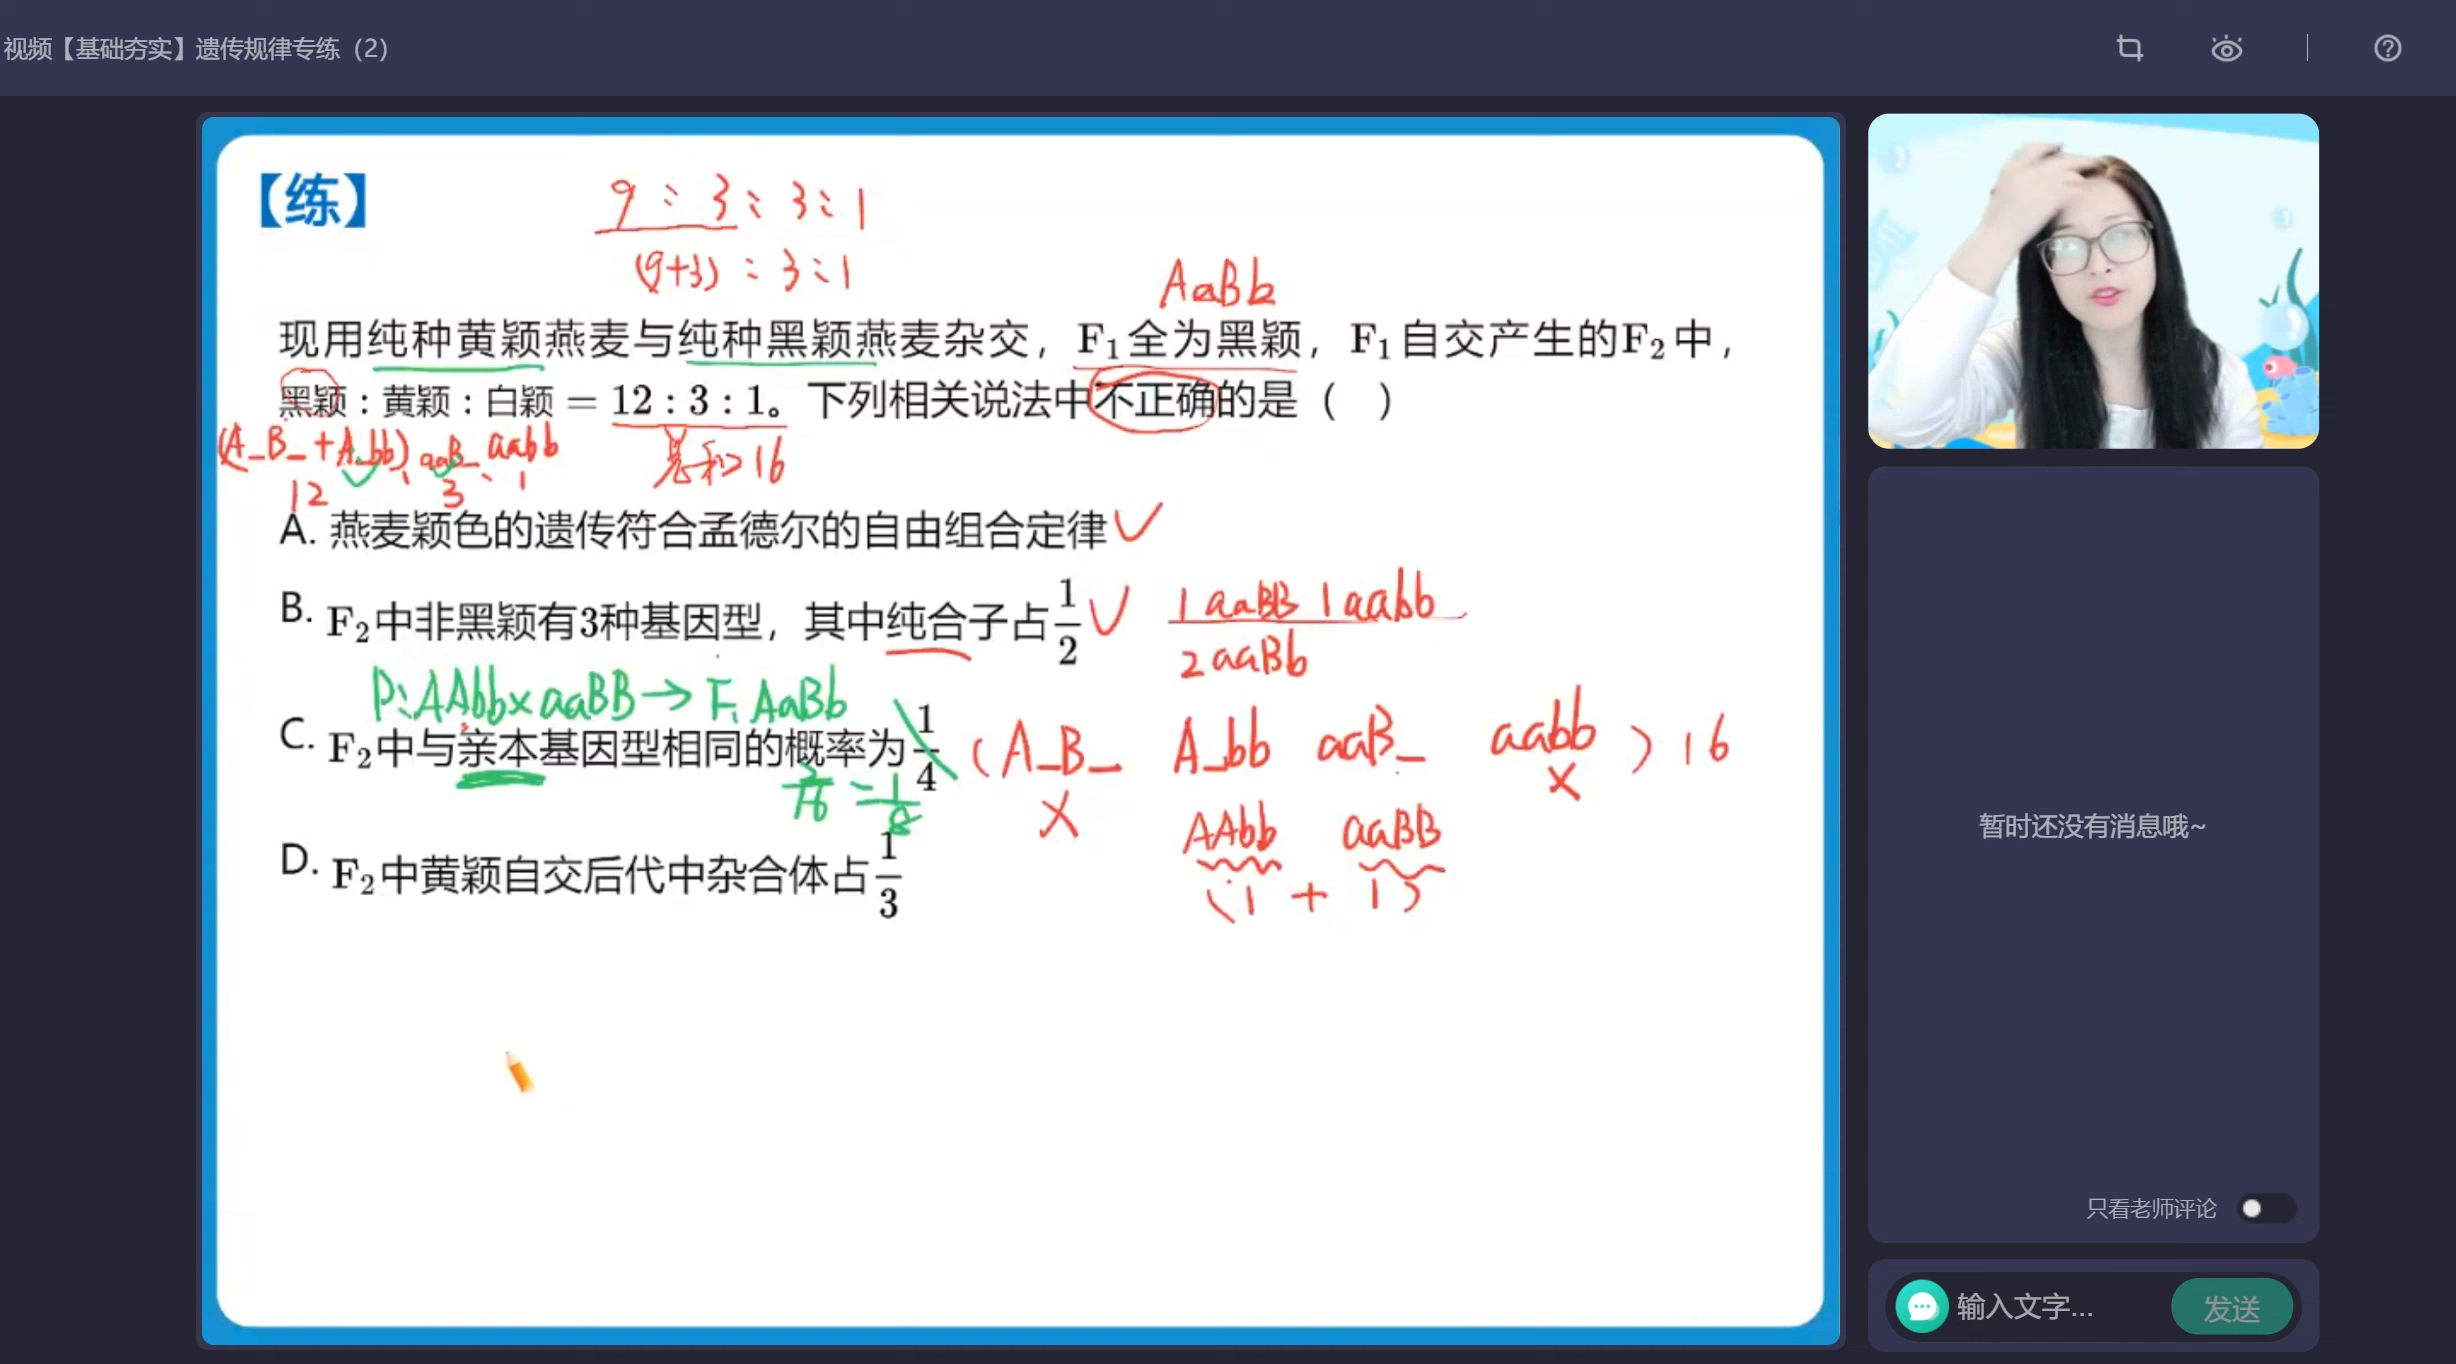 视频【基础夯实】遗传规律专练（2）
【练】
9 : 3 : 3 : 1
(9+3) : 3 : 1
AaBb
现用纯种黄颖燕麦与纯种黑颖燕麦杂交，F₁全为黑颖，F₁自交产生的F₂中，
黑颖：黄颖：白颖 = 12 : 3 : 1。下列相关说法中不正确的是（ ）
(A_B_+A_bb) : aaB_ : aabb
12 3 1
和⇒16
A. 燕麦颖色的遗传符合孟德尔的自由组合定律 ✓
B. F₂中非黑颖有3种基因型，其中纯合子占1/2 ✓
1aaBB 1aabb
2aaBb
P:AAbb×aaBB→F₁ AaBb
C. F₂中与亲本基因型相同的概率为1/4
2/16 = 1/8
(A_B_ A_bb aaB_ aabb) 16
× ×
AAbb aaBB
(1 + 1)
D. F₂中黄颖自交后代中杂合体占1/3
暂时还没有消息哦~
只看老师评论
输入文字...
发送